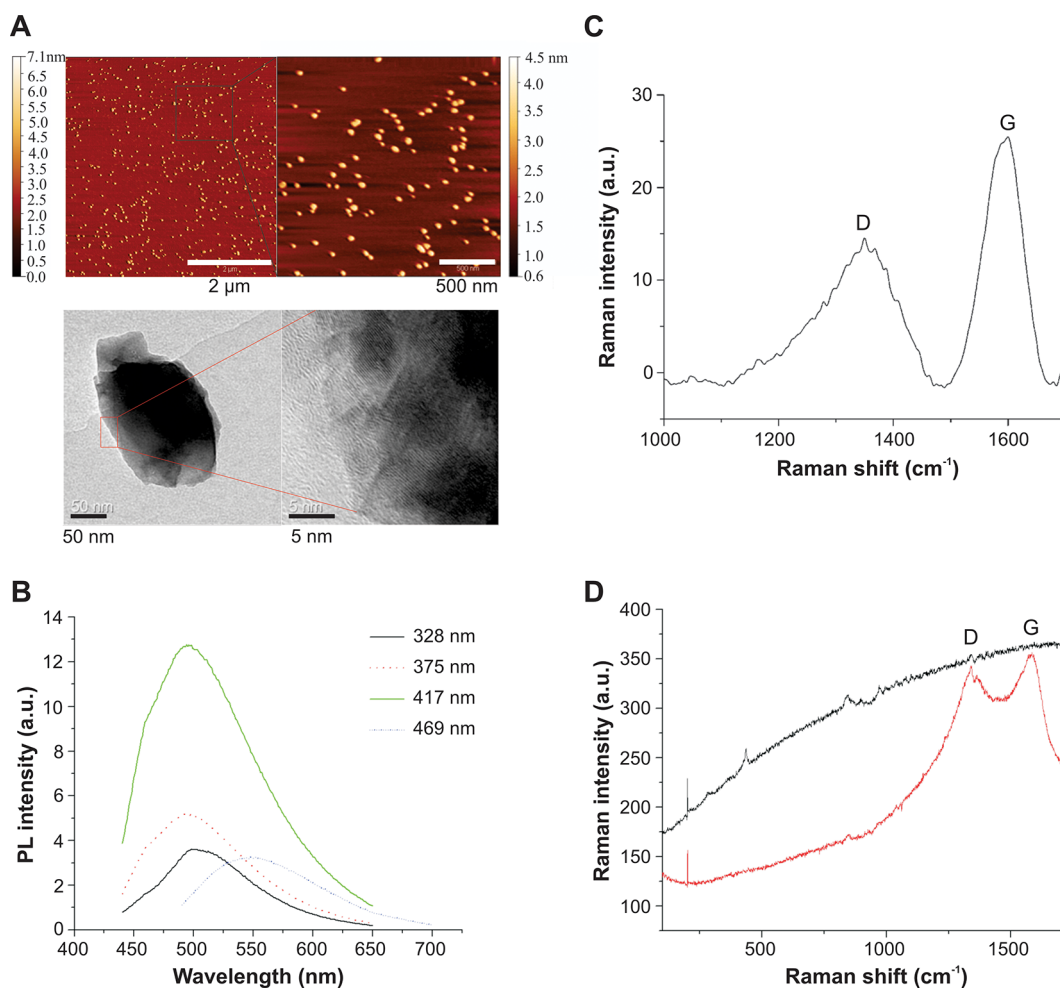 A
7.1nm
6.5
6.0
5.5
5.0
4.5
4.0
3.5
3.0
2.5
2.0
1.5
1.0
0.5
0.0
2 µm
2 µm
500 nm
500 nm
4.5 nm
4.0
3.5
3.0
2.5
2.0
1.5
1.0
0.6
50 nm
50 nm
5 nm
5 nm
B
PL intensity (a.u.)
14
12
10
8
6
4
3
2
0
400
450
500
550
600
650
700
Wavelength (nm)
328 nm
375 nm
417 nm
469 nm
C
Raman intensity (a.u.)
30
20
10
0
D
G
1000
1200
1400
1600
Raman shift (cm-1)
D
Raman intensity (a.u.)
400
350
300
250
200
150
100
D
G
500
1000
1500
Raman shift (cm-1)